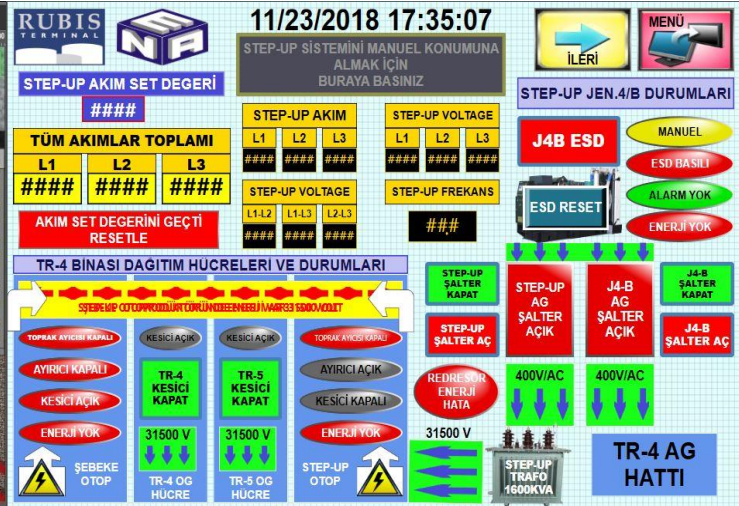 RUBIS
TERMINAL
ENA
11/23/2018 17:35:07
STEP-UP SİSTEMİNİ MANUEL KONUMUNA
ALMAK İÇİN
BURAYA BASINIZ
İLERİ
MENÜ
STEP-UP AKIM SET DEGERİ
####
STEP-UP JEN.4/B DURUMLARI
TÜM AKIMLAR TOPLAMI
L1 L2 L3
#### #### ####
STEP-UP AKIM
L1 L2 L3
#### #### ####
STEP-UP VOLTAGE
L1 L2 L3
#### #### ####
J4B ESD
MANUEL
ESD BASILI
ALARM YOK
ENERJİ YOK
ESD RESET
AKIM SET DEGERİNİ GEÇTİ
RESETLE
STEP-UP VOLTAGE
L1-L2 L1-L3 L2-L3
#### #### ####
STEP-UP FREKANS
##.#
TR-4 BİNASI DAĞITIM HÜCRELERİ VE DURUMLARI
STEP-UP
ŞALTER
KAPAT
STEP-UP
AG
ŞALTER
AÇIK
J4-B
AG
ŞALTER
AÇIK
J4-B
ŞALTER
KAPAT
STEP-UP
ŞALTER AÇ
J4-B
ŞALTER AÇ
TOPRAK AYICISI KAPALI
AYIRICI KAPALI
KESİCİ AÇIK
ENERJİ YOK
ŞEBEKE
OTOP
KESİCİ AÇIK
TR-4
KESİCİ
KAPAT
31500 V
TR-4 OG
HÜCRE
KESİCİ AÇIK
TR-5
KESİCİ
KAPAT
31500 V
TR-5 OG
HÜCRE
TOPRAK AYICISI KAPALI
AYIRICI AÇIK
KESİCİ KAPALI
ENERJİ YOK
STEP-UP
OTOP
REDRESÖR
ENERJİ
HATA
400V/AC
400V/AC
31500 V
STEP-UP
TRAFO
1600KVA
TR-4 AG
HATTI